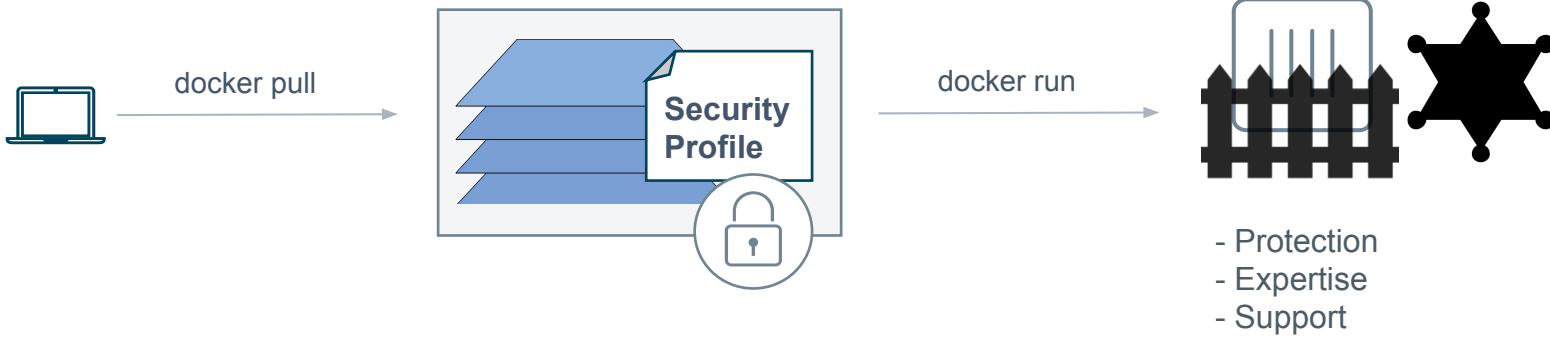 docker pull
Security
Profile
docker run
- Protection
- Expertise
- Support